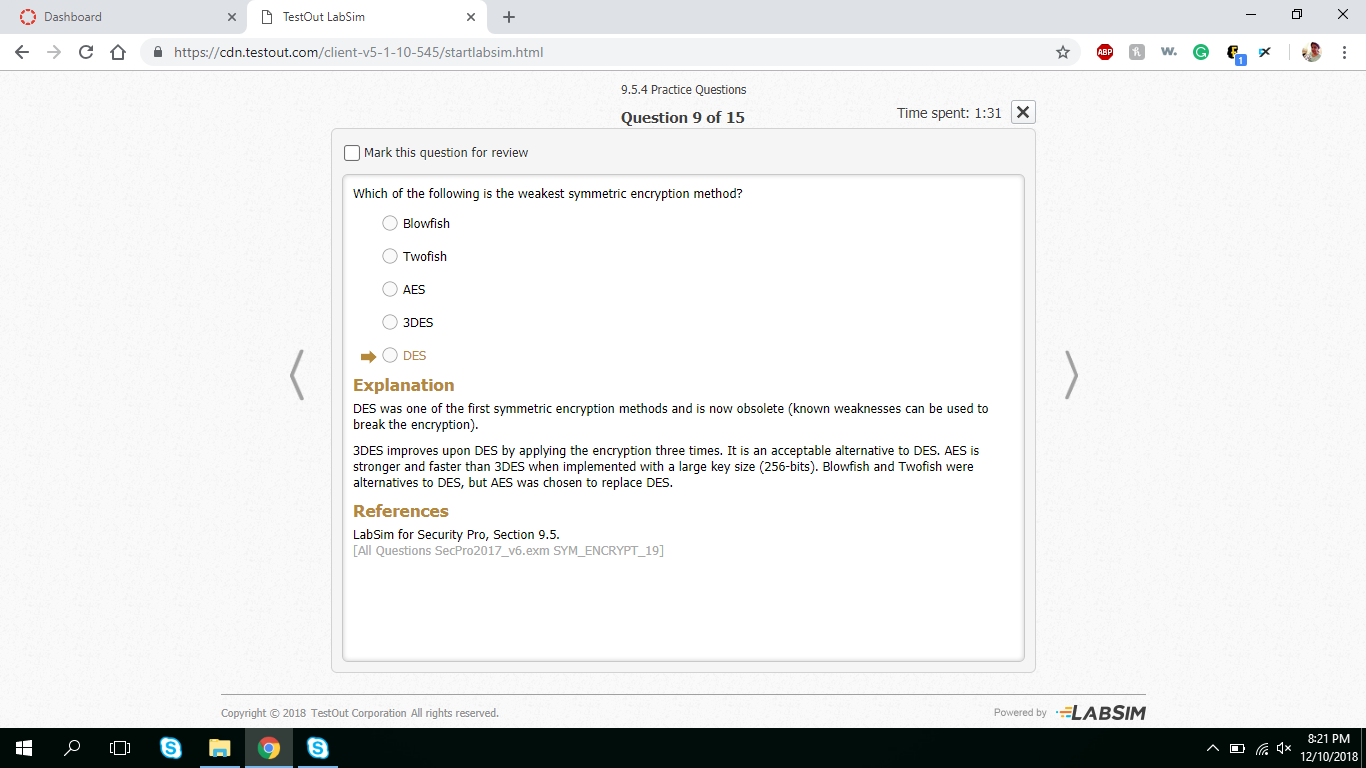 Dashboard
TestOut LabSim
https://cdn.testout.com/client-v5-1-10-545/startlabsim.html
ABP
w.
1
9.5.4 Practice Questions
Question 9 of 15
Time spent: 1:31
Mark this question for review
Which of the following is the weakest symmetric encryption method?
Blowfish
Twofish
AES
3DES
DES
Explanation
DES was one of the first symmetric encryption methods and is now obsolete (known weaknesses can be used to
break the encryption).
3DES improves upon DES by applying the encryption three times. It is an acceptable alternative to DES. AES is
stronger and faster than 3DES when implemented with a large key size (256-bits). Blowfish and Twofish were
alternatives to DES, but AES was chosen to replace DES.
References
LabSim for Security Pro, Section 9.5.
[All Questions SecPro2017_v6.exm SYM_ENCRYPT_19]
Copyright © 2018 TestOut Corporation All rights reserved.
Powered by LABSIM
8:21 PM
12/10/2018